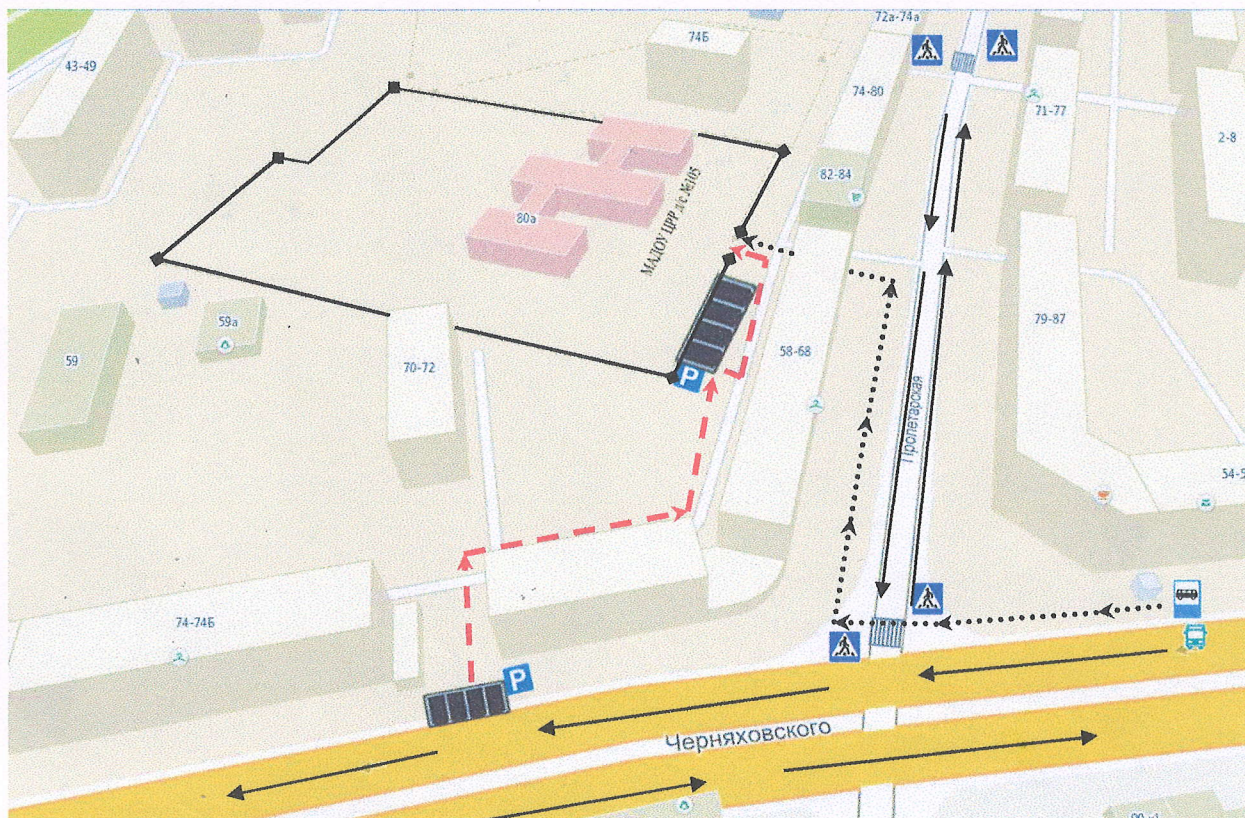 72а-74а
74Б
43-49
74-80
71-77
2-8
82-84
80а
МАДОУ ЦРР д/с №105
59а
59
70-72
58-68
79-87
P
Пролетарская
54-5
74-74Б
P
Черняховского